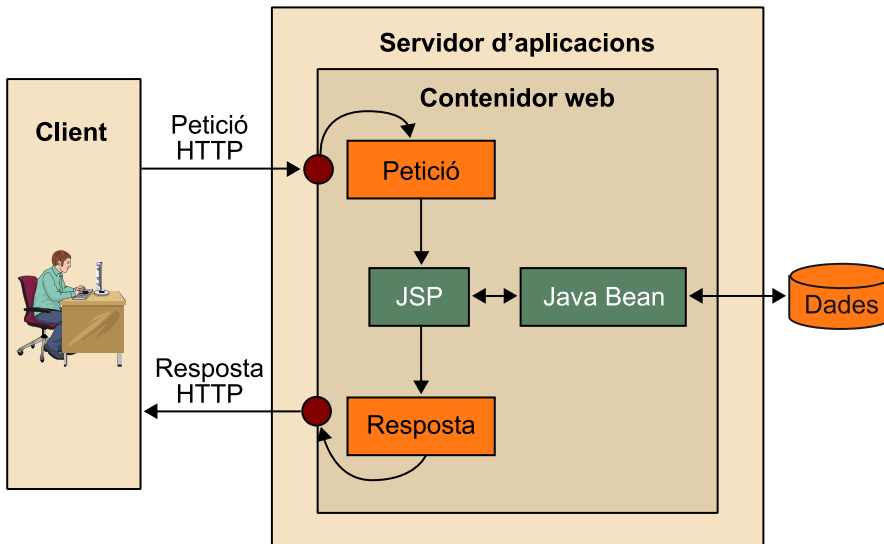 Servidor d’aplicacions
Contenidor web
Client
Petició
HTTP
Petició
JSP
Java Bean
Dades
Resposta
HTTP
Resposta